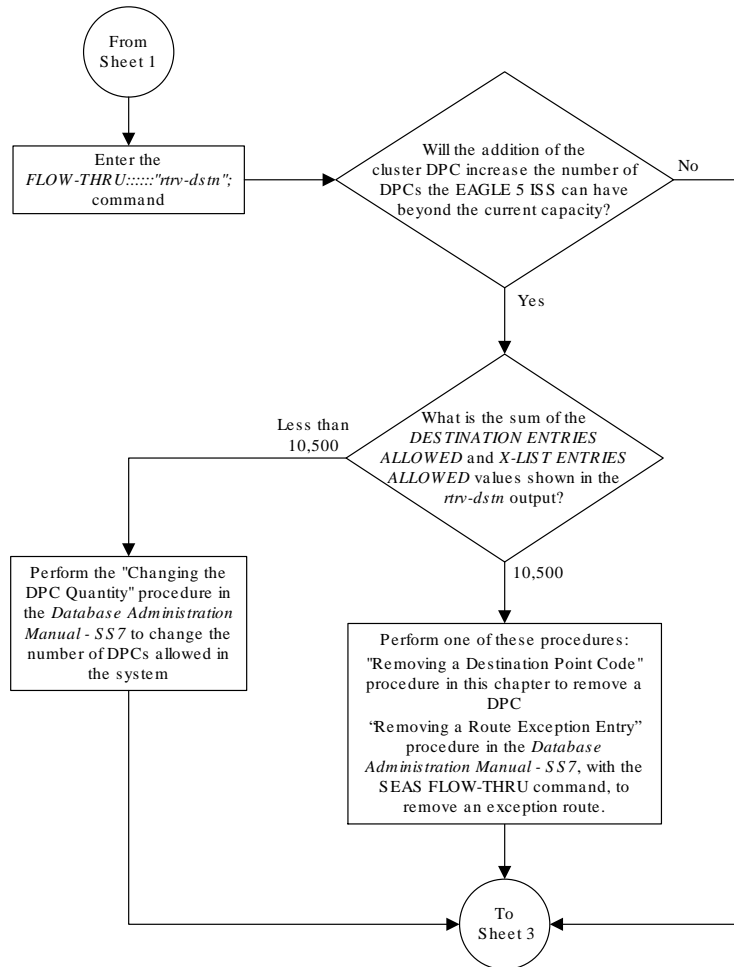 From
Sheet 1
Enter the
FLOW-THRU::::::"rtrv-dstn";
command
Will the addition of the
cluster DPC increase the number of
DPCs the EAGLE 5 ISS can have
beyond the current capacity?
No
Yes
What is the sum of the
DESTINATION ENTRIES
ALLOWED and X-LIST ENTRIES
ALLOWED values shown in the
rtrv-dstn output?
Less than
10,500
10,500
Perform the "Changing the
DPC Quantity" procedure in
the Database Administration
Manual - SS7 to change the
number of DPCs allowed in
the system
Perform one of these procedures:
"Removing a Destination Point Code"
procedure in this chapter to remove a
DPC
“Removing a Route Exception Entry”
procedure in the Database
Administration Manual - SS7, with the
SEAS FLOW-THRU command, to
remove an exception route.
To
Sheet 3